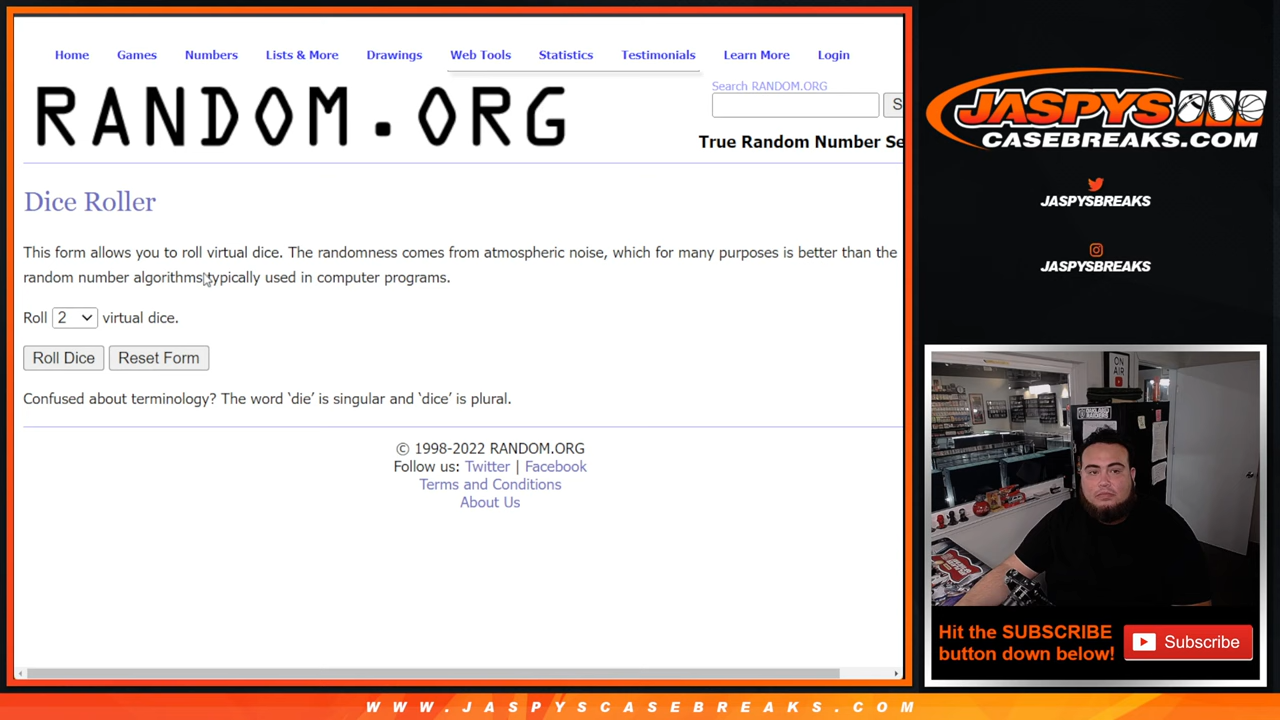 Home Games Numbers Lists & More Drawings Web Tools Statistics Testimonials Learn More Login
RANDOM.ORG
Search RANDOM.ORG
S
True Random Number Se
Dice Roller
This form allows you to roll virtual dice. The randomness comes from atmospheric noise, which for many purposes is better than the
random number algorithms typically used in computer programs.
Roll 2 virtual dice.
Roll Dice Reset Form
Confused about terminology? The word ‘die’ is singular and ‘dice’ is plural.
© 1998-2022 RANDOM.ORG
Follow us: Twitter | Facebook
Terms and Conditions
About Us
JASPYS
CASEBREAKS.COM
JASPYSBREAKS
JASPYSBREAKS
ON
AIR
Hit the SUBSCRIBE
button down below!
Subscribe
WWW.JASPYSCASEBREAKS.COM